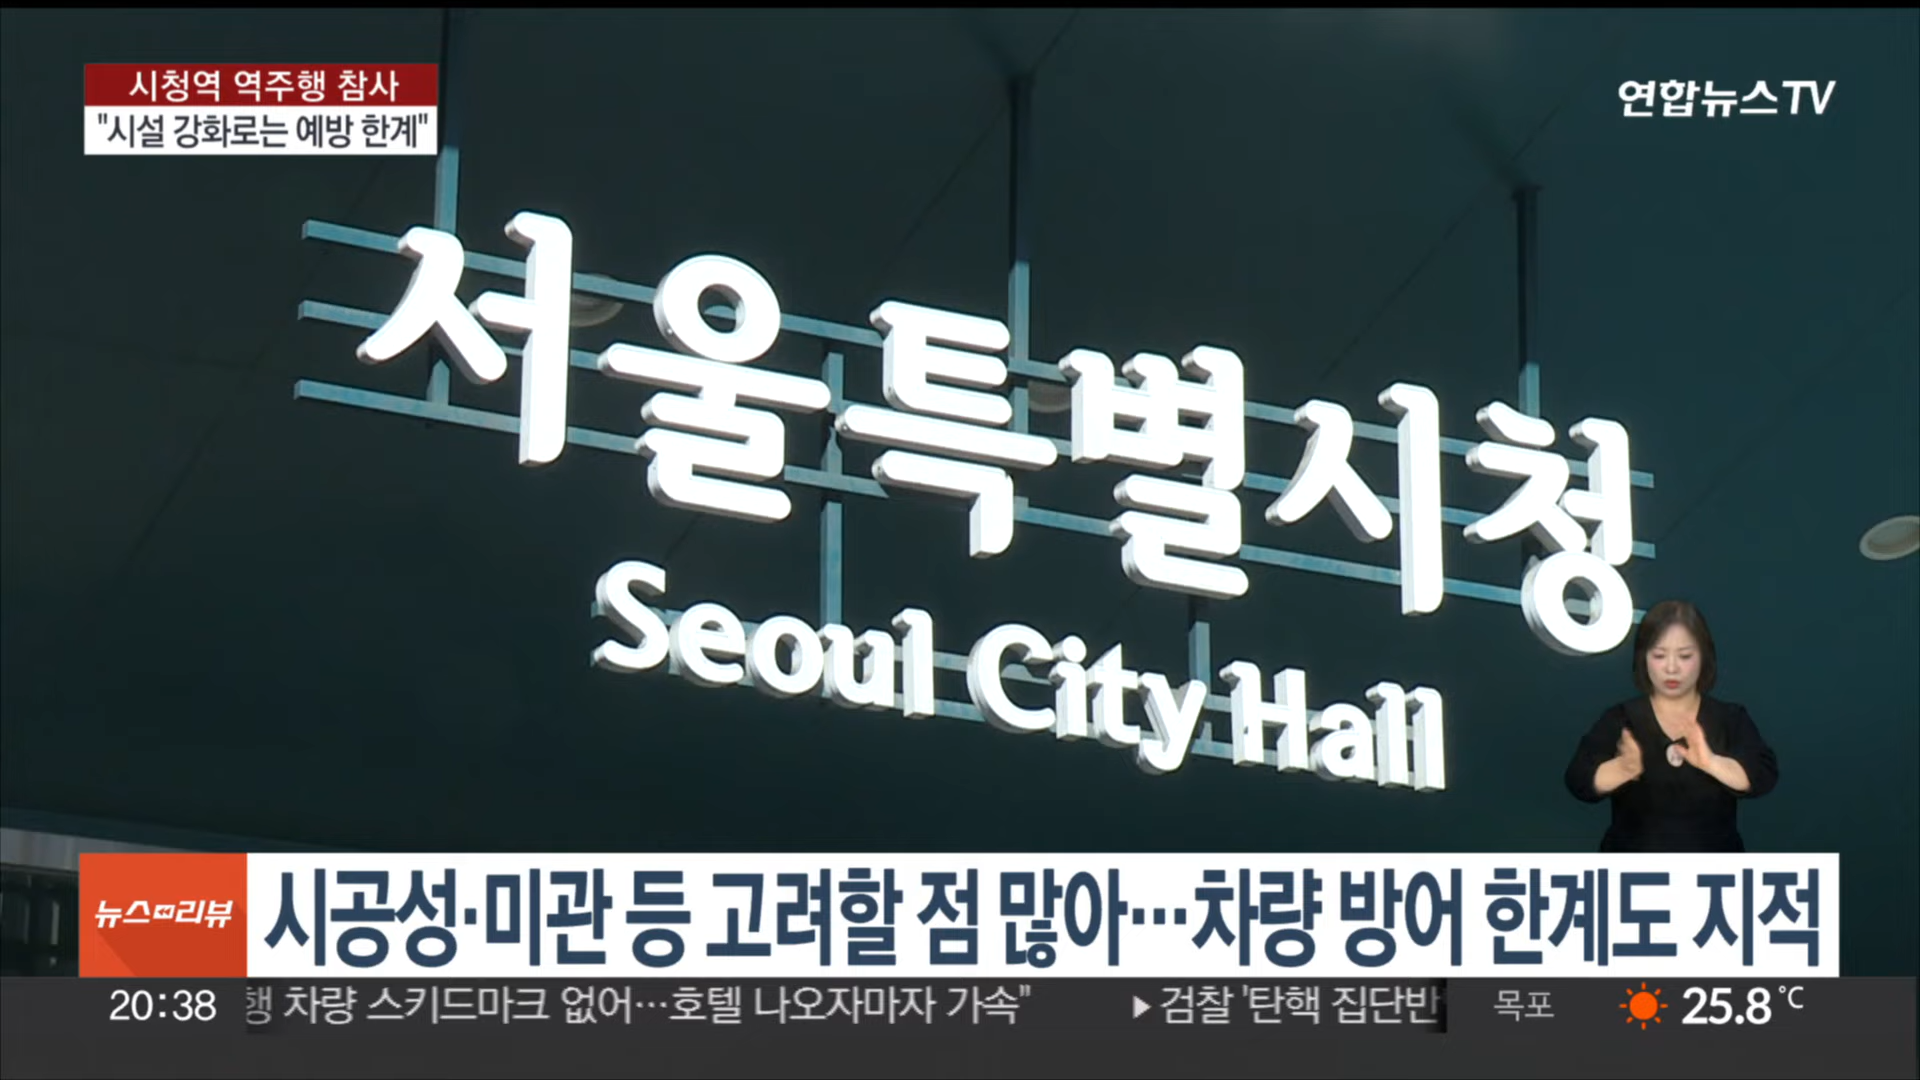 시청역 역주행 참사
"시설 강화로는 예방 한계"
연합뉴스TV
서울특별시청
Seoul City Hall
뉴스리뷰
시공성·미관 등 고려할 점 많아…차량 방어 한계도 지적
20:38
행 차량 스키드마크 없어…호텔 나오자마자 가속"
▶검찰 '탄핵 집단반
목포
25.8℃